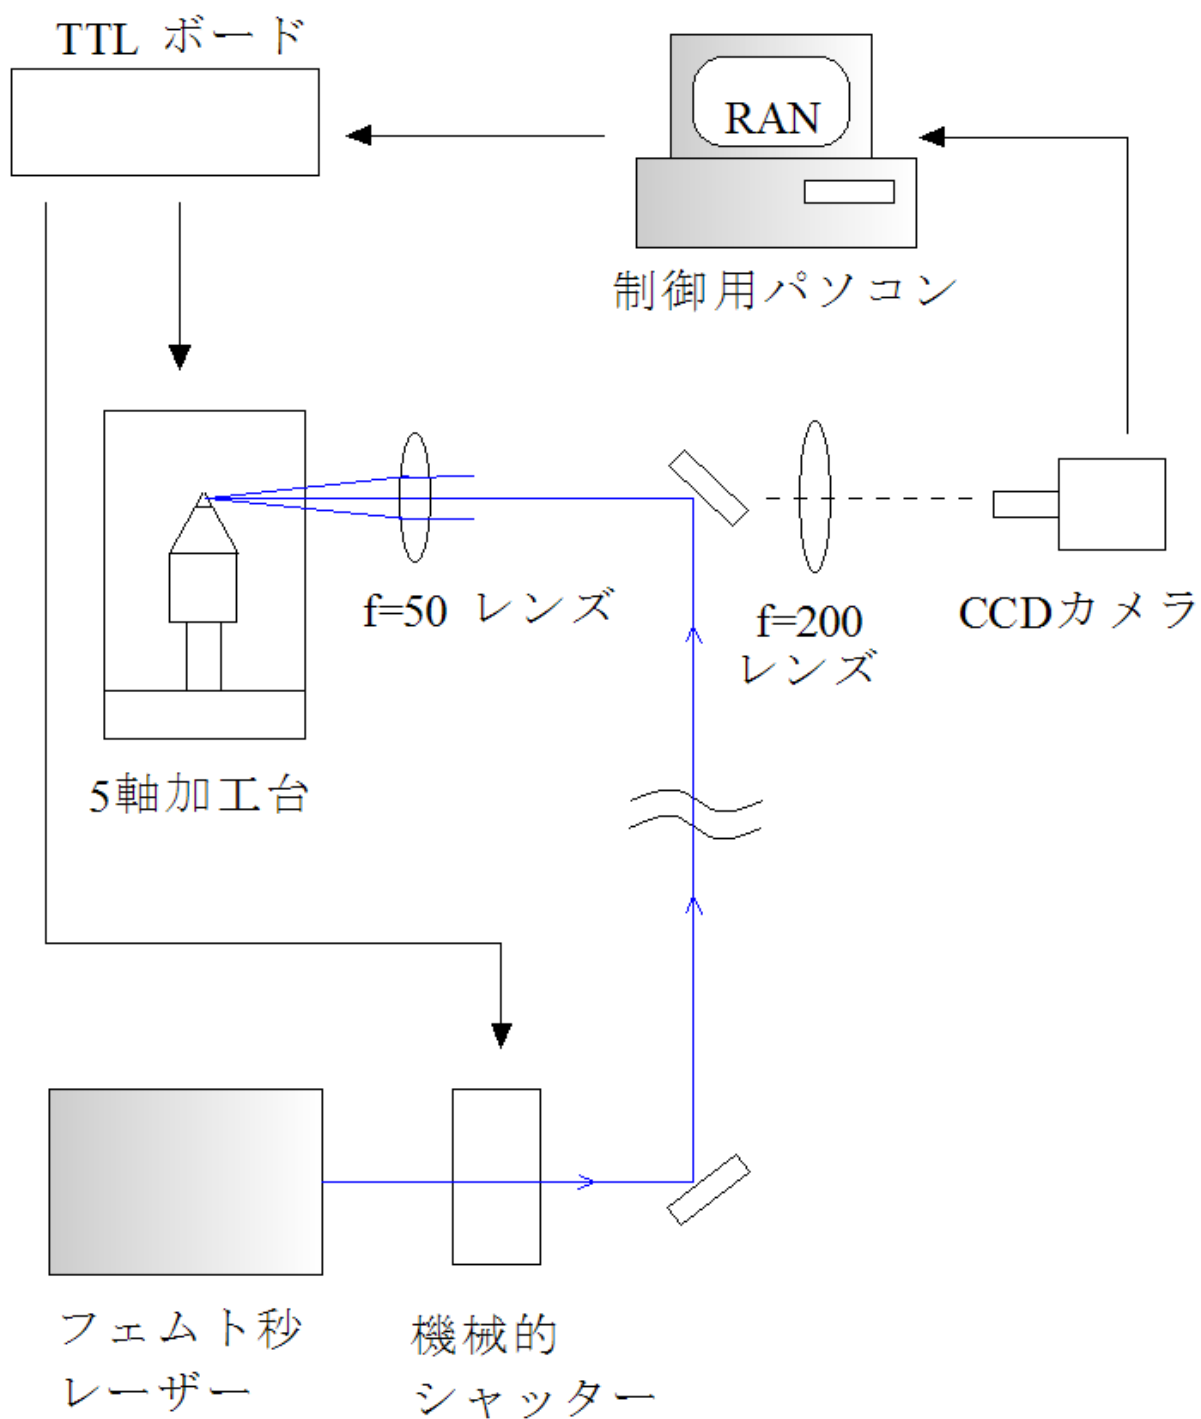 TTL ボード
RAN
制御用パソコン
f=50 レンズ
f=200
レンズ
CCDカメラ
5軸加工台
フェムト秒
レーザー
機械的
シャッター